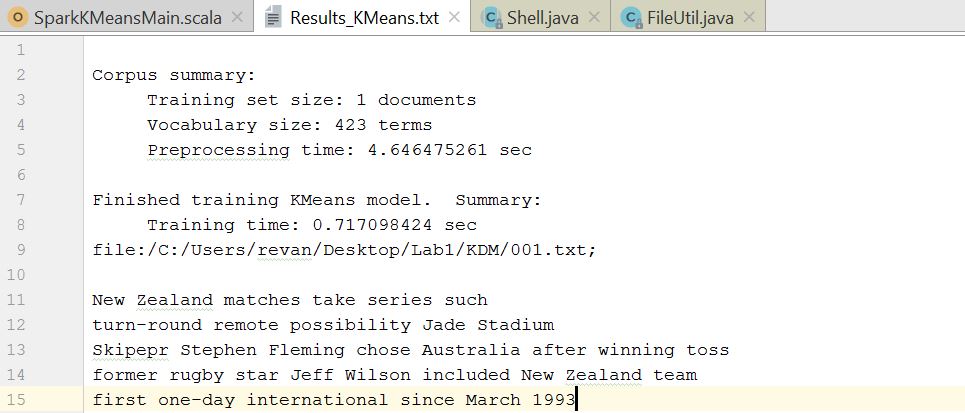 SparkKMeansMain.scala Results_KMeans.txt Shell.java FileUtil.java
1
2 Corpus summary:
3 Training set size: 1 documents
4 Vocabulary size: 423 terms
5 Preprocessing time: 4.646475261 sec
6
7 Finished training KMeans model.  Summary:
8 Training time: 0.717098424 sec
9 file:/C:/Users/revan/Desktop/Lab1/KDM/001.txt;
10
11 New Zealand matches take series such
12 turn-round remote possibility Jade Stadium
13 Skipepr Stephen Fleming chose Australia after winning toss
14 former rugby star Jeff Wilson included New Zealand team
15 first one-day international since March 1993